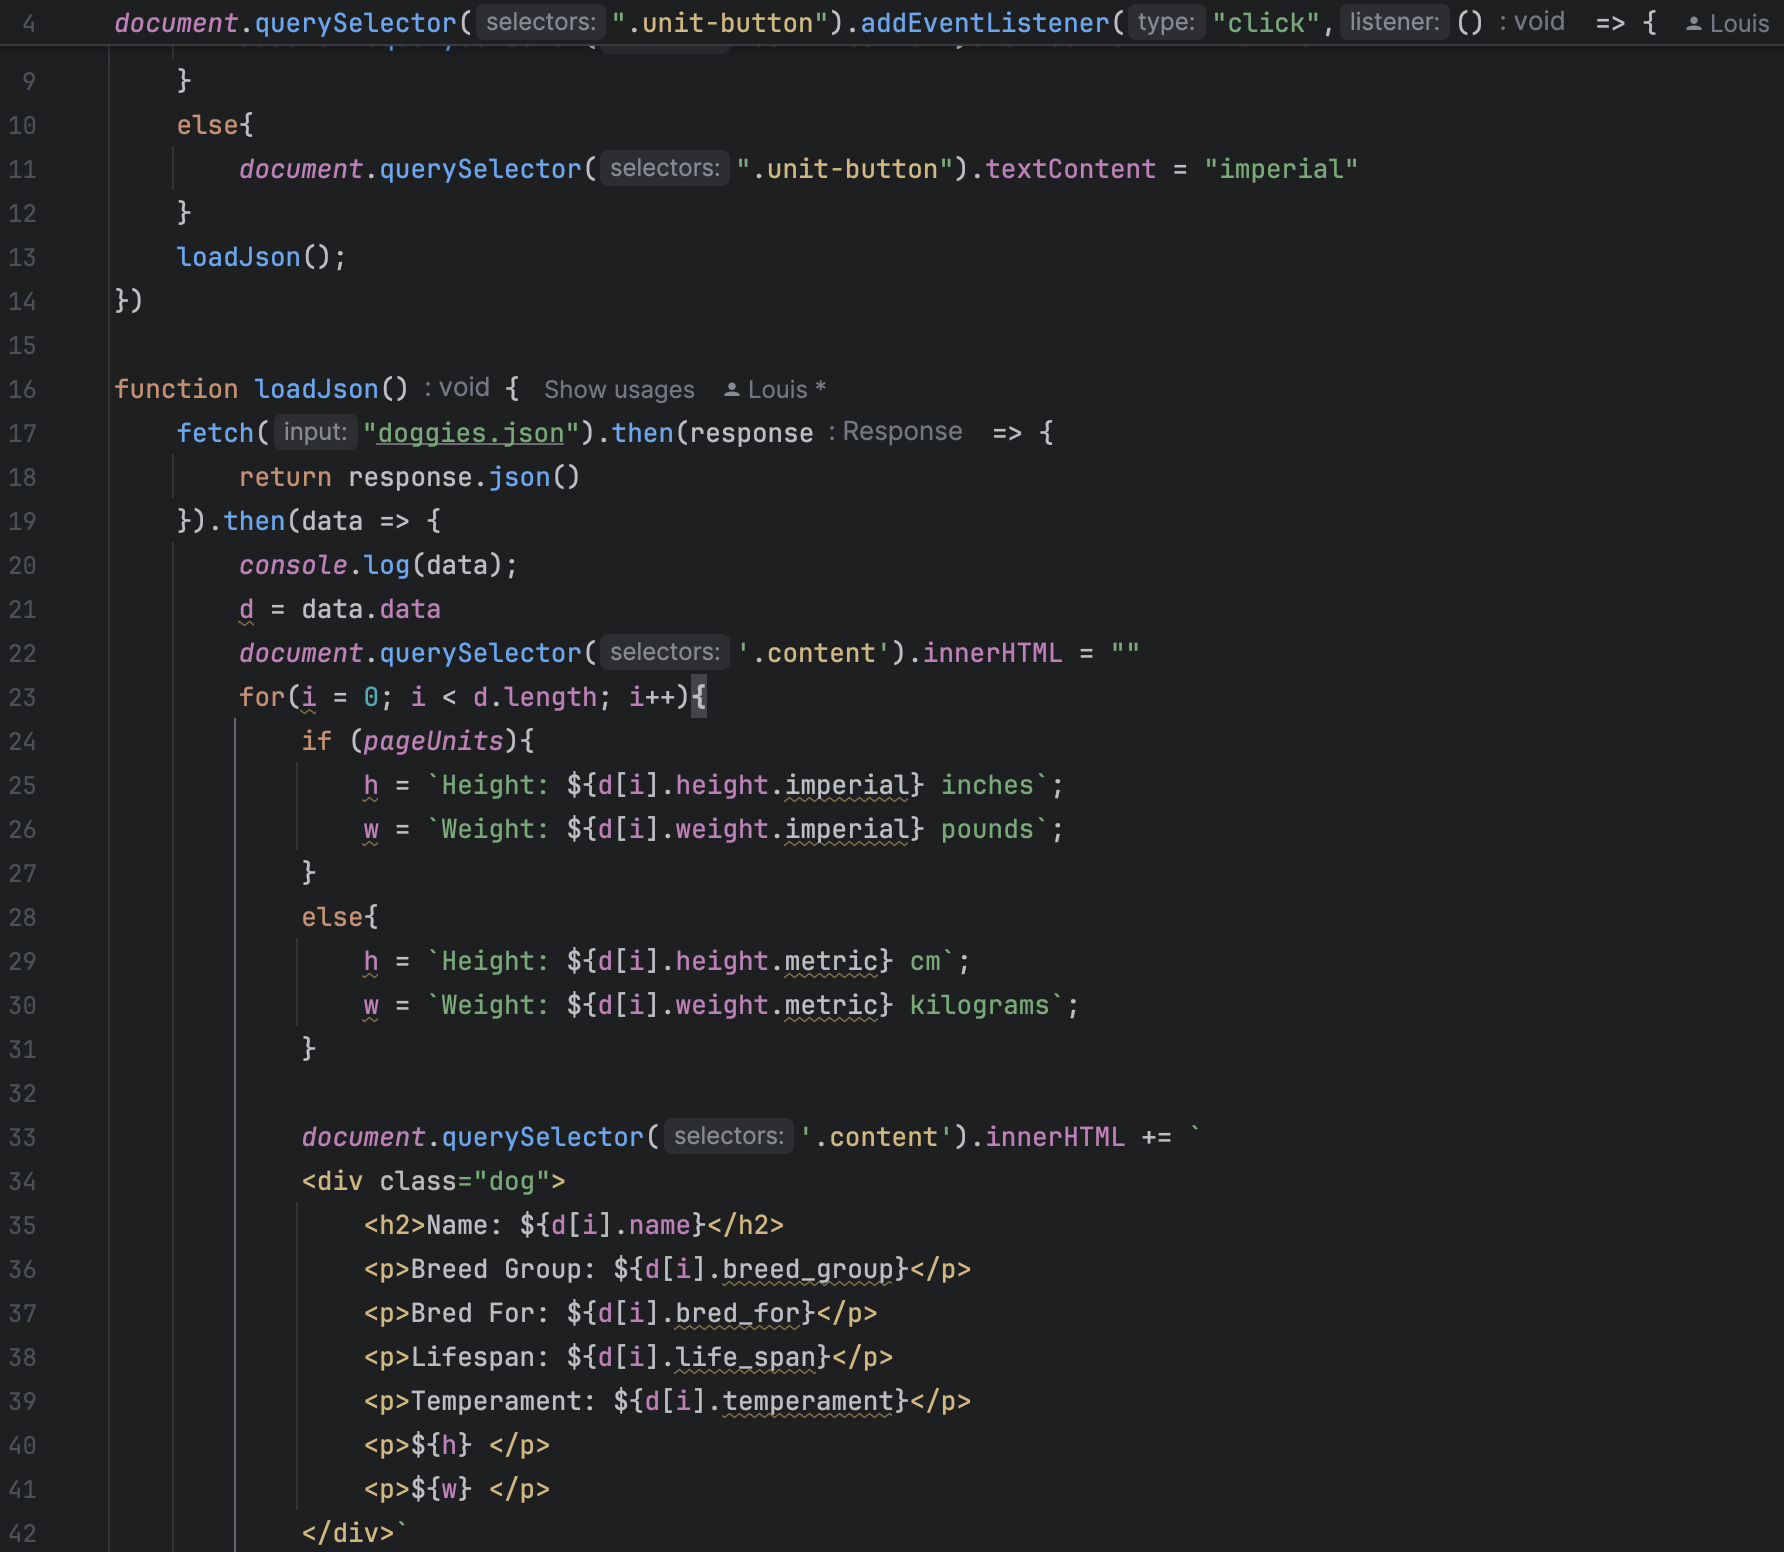 4 document.querySelector( selectors: ".unit-button").addEventListener( type: "click", listener: () : void => { Louis
9 }
10 else{
11 document.querySelector( selectors: ".unit-button").textContent = "imperial"
12 }
13 loadJson();
14 })
15
16 function loadJson() : void { Show usages Louis *
17 fetch( input: "doggies.json").then(response : Response => {
18 return response.json()
19 }).then(data => {
20 console.log(data);
21 d = data.data
22 document.querySelector( selectors: '.content').innerHTML = ""
23 for(i = 0; i < d.length; i++){
24 if (pageUnits){
25 h = `Height: ${d[i].height.imperial} inches`;
26 w = `Weight: ${d[i].weight.imperial} pounds`;
27 }
28 else{
29 h = `Height: ${d[i].height.metric} cm`;
30 w = `Weight: ${d[i].weight.metric} kilograms`;
31 }
32
33 document.querySelector( selectors: '.content').innerHTML += `
34 <div class="dog">
35 <h2>Name: ${d[i].name}</h2>
36 <p>Breed Group: ${d[i].breed_group}</p>
37 <p>Bred For: ${d[i].bred_for}</p>
38 <p>Lifespan: ${d[i].life_span}</p>
39 <p>Temperament: ${d[i].temperament}</p>
40 <p>${h} </p>
41 <p>${w} </p>
42 </div>`